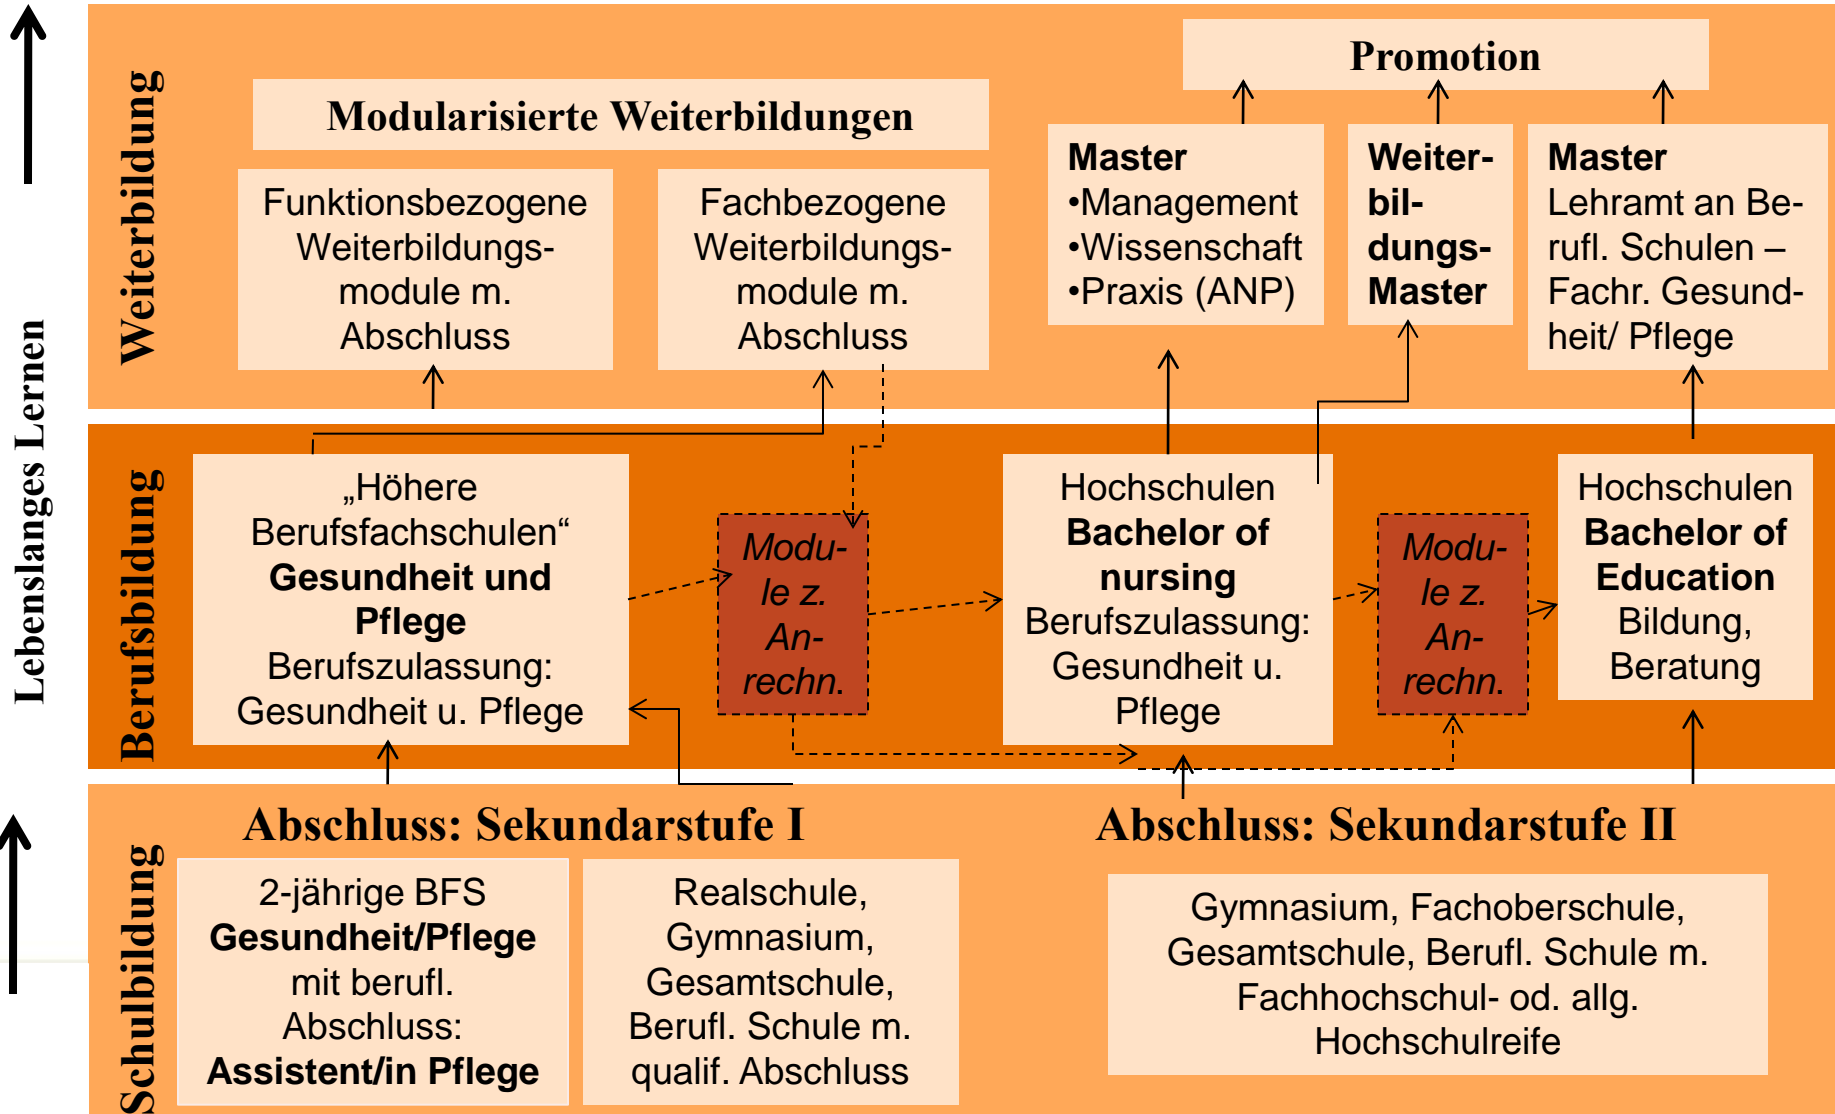 Lebenslanges Lernen
Weiterbildung
Promotion
Modularisierte Weiterbildungen
Funktionsbezogene
Weiterbildungs-
module m.
Abschluss
Fachbezogene
Weiterbildungs-
module m.
Abschluss
Master
•Management
•Wissenschaft
•Praxis (ANP)
Weiter-
bil-
dungs-
Master
Master
Lehramt an Be-
rufl. Schulen –
Fachr. Gesund-
heit/ Pflege
Berufsbildung
„Höhere
Berufsfachschulen“
Gesundheit und
Pflege
Berufszulassung:
Gesundheit u. Pflege
Modu-
le z.
An-
rechn.
Hochschulen
Bachelor of
nursing
Berufszulassung:
Gesundheit u.
Pflege
Modu-
le z.
An-
rechn.
Hochschulen
Bachelor of
Education
Bildung,
Beratung
Schulbildung
Abschluss: Sekundarstufe I
2-jährige BFS
Gesundheit/Pflege
mit berufl.
Abschluss:
Assistent/in Pflege
Realschule,
Gymnasium,
Gesamtschule,
Berufl. Schule m.
qualif. Abschluss
Abschluss: Sekundarstufe II
Gymnasium, Fachoberschule,
Gesamtschule, Berufl. Schule m.
Fachhochschul- od. allg.
Hochschulreife